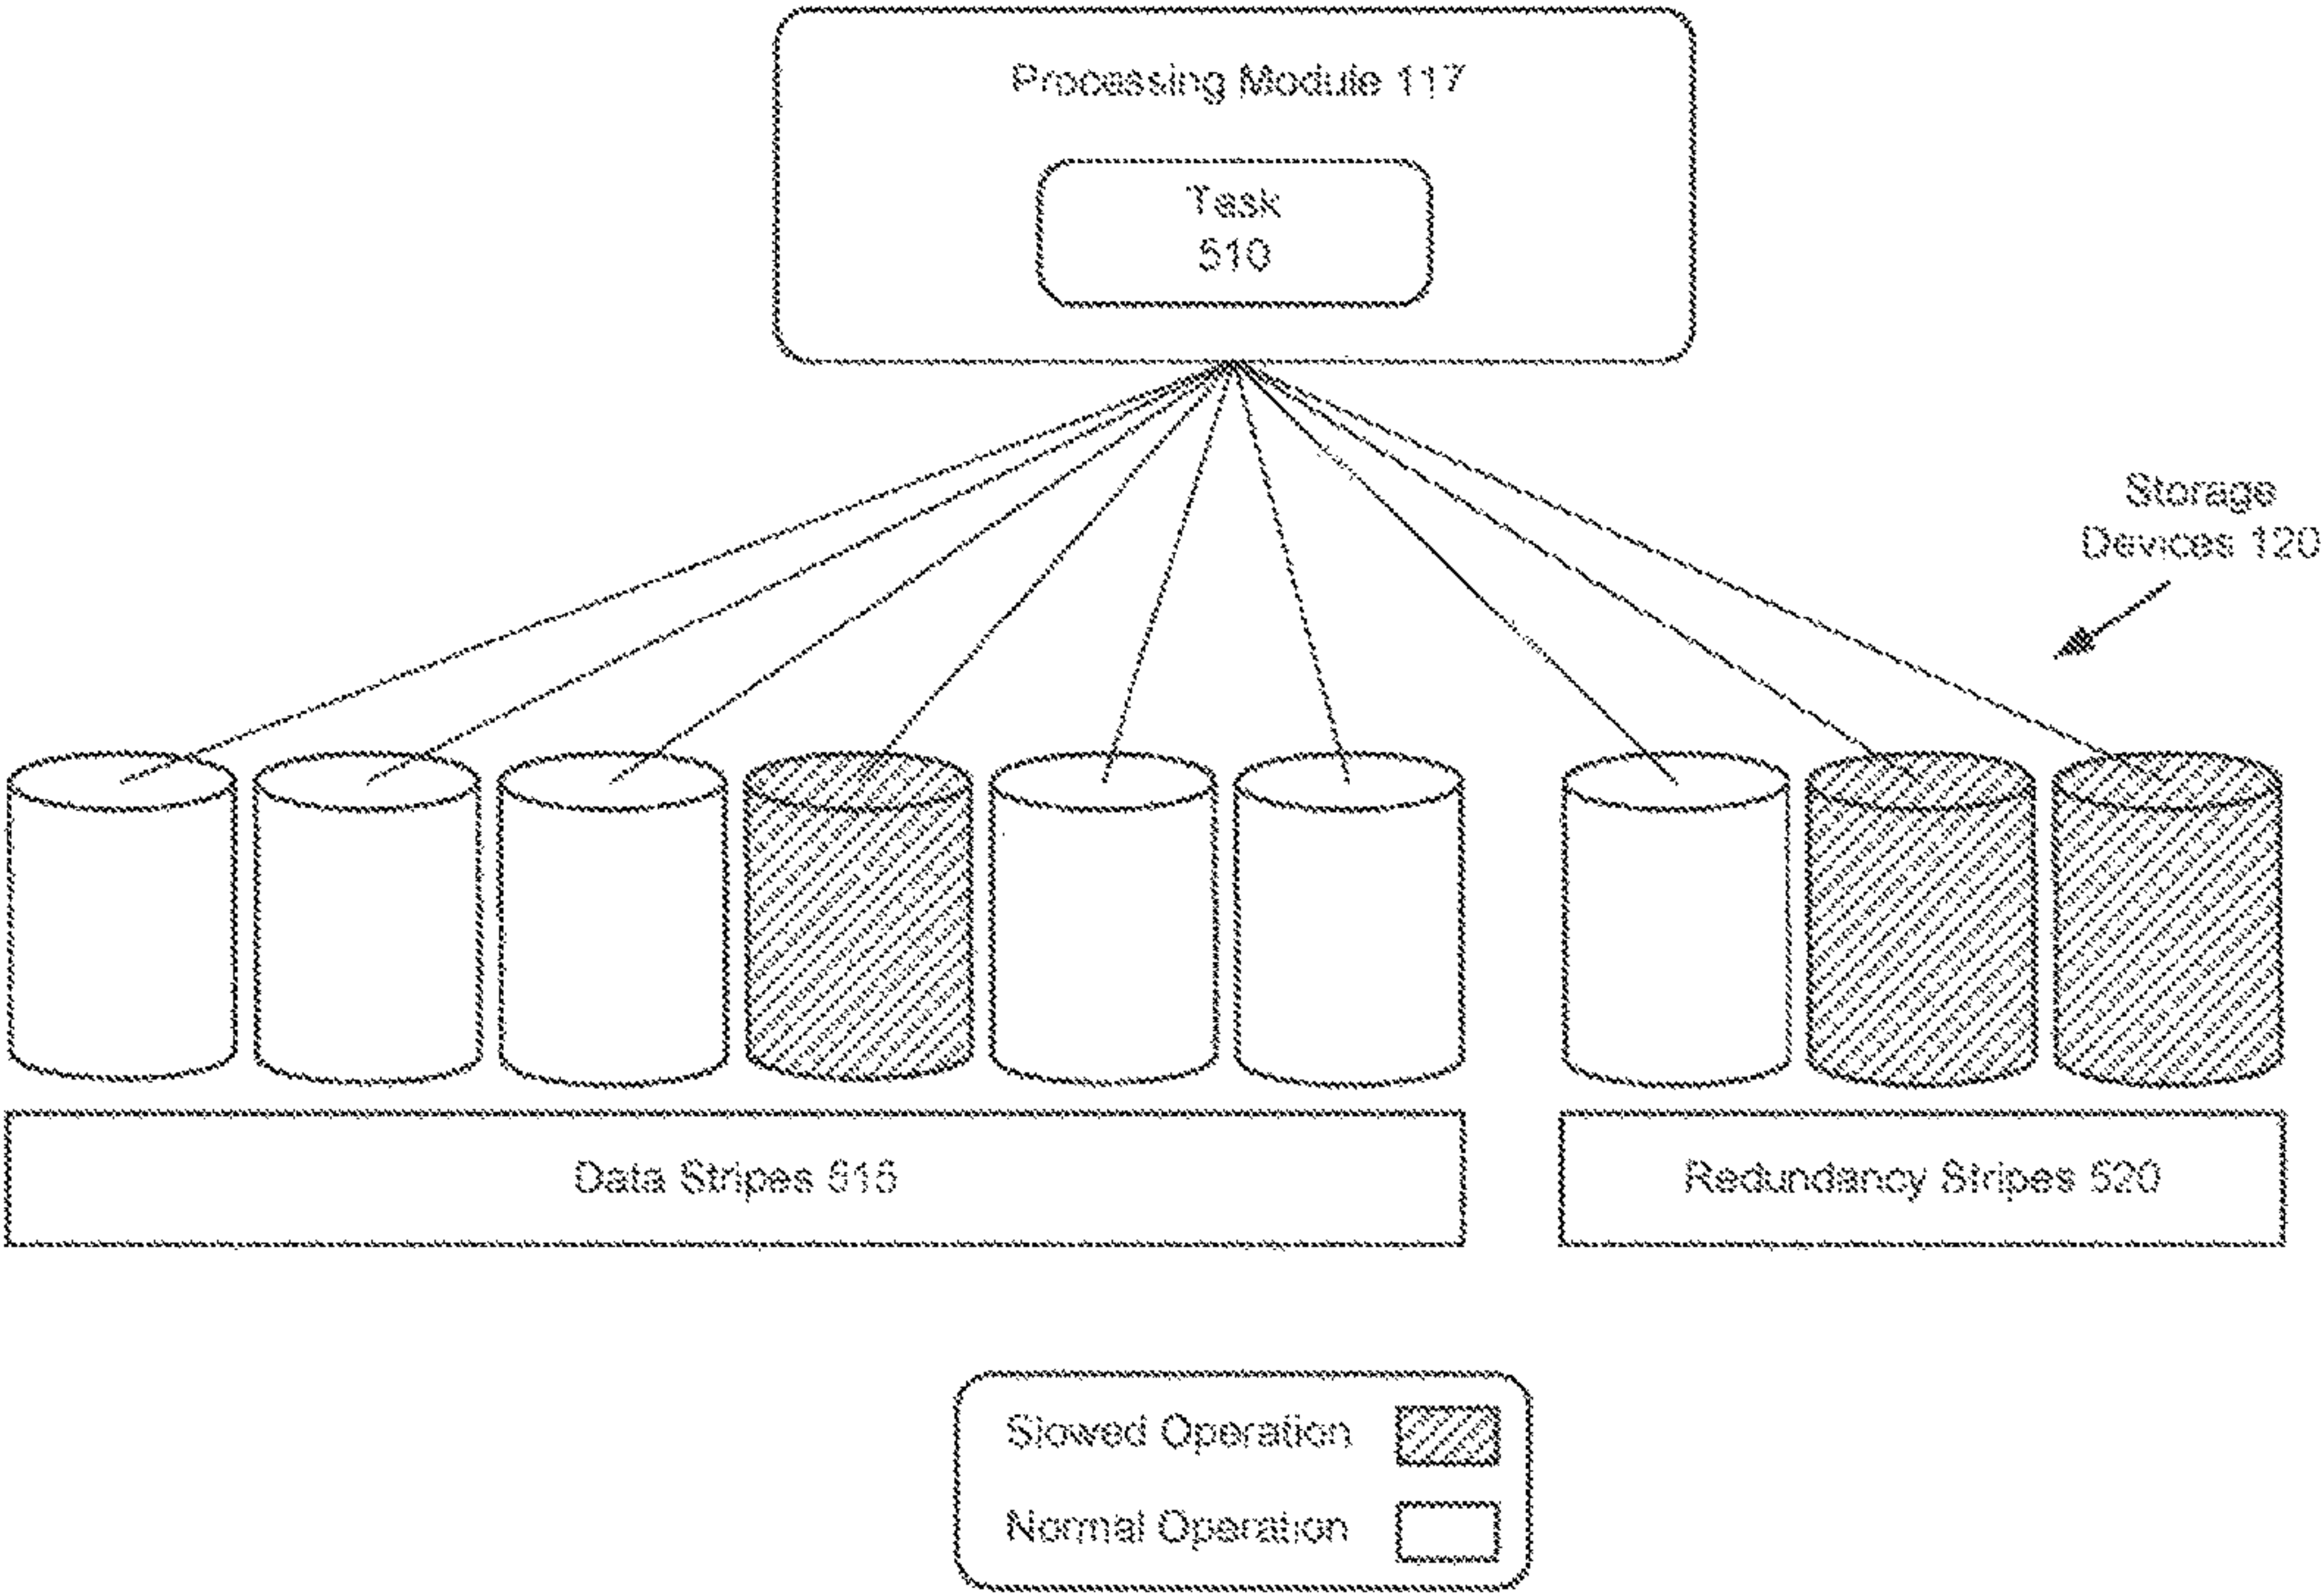 Processing Module 117
Task
510
Storage
Devices 120
Data Stripes 515
Redundancy Stripes 520
Slowed Operation
Normal Operation